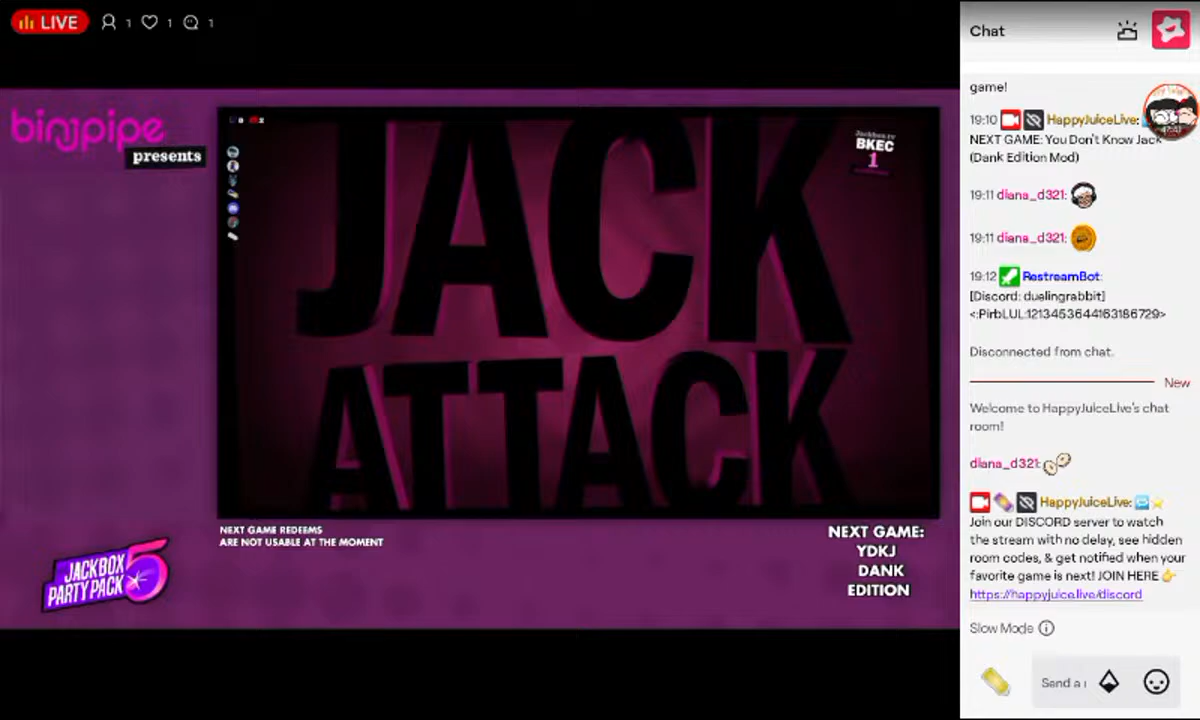 LIVE 1 1 1
binjpipe
presents
Jackbox.tv
BKEC
1
JACK
ATTACK
NEXT GAME REDEEMS
ARE NOT USABLE AT THE MOMENT
NEXT GAME:
YDKJ
DANK
EDITION
JACKBOX
PARTY PACK 5
Chat
game!
19:10 HappyJuiceLive:
NEXT GAME: You Don't Know Jack
(Dank Edition Mod)
19:11 diana_d321:
19:11 diana_d321:
19:12 RestreamBot:
[Discord: duelingrabbit]
<:PirbLUL:1213453644163186729>
Disconnected from chat.
New
Welcome to HappyJuiceLive's chat
room!
diana_d321:
HappyJuiceLive:
Join our DISCORD server to watch
the stream with no delay, see hidden
room codes, & get notified when your
favorite game is next! JOIN HERE 👉
https://happyjuice.live/discord
Slow Mode
Send a